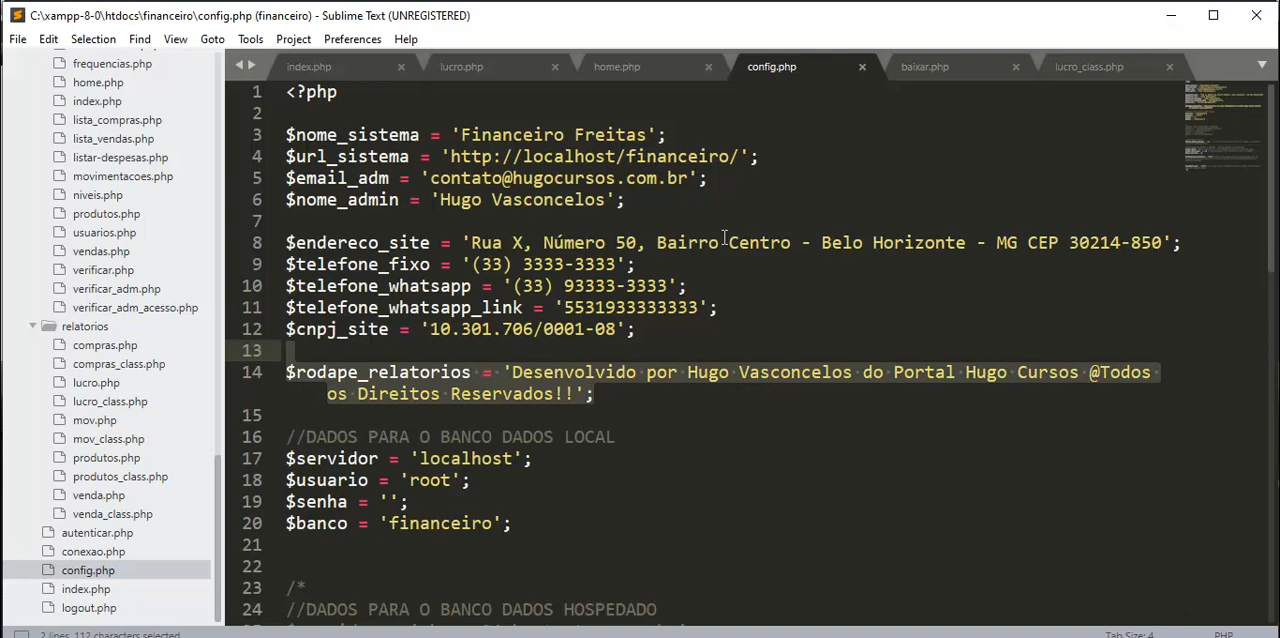 C:\xampp-8-0\htdocs\financeiro\config.php (financeiro) - Sublime Text (UNREGISTERED)
File Edit Selection Find View Goto Tools Project Preferences Help
frequencias.php
home.php
index.php
lista_compras.php
lista_vendas.php
listar-despesas.php
movimentacoes.php
niveis.php
produtos.php
usuarios.php
vendas.php
verificar.php
verificar_adm.php
verificar_adm_acesso.php
relatorios
compras.php
compras_class.php
lucro.php
lucro_class.php
mov.php
mov_class.php
produtos.php
produtos_class.php
venda.php
venda_class.php
autenticar.php
conexao.php
config.php
index.php
logout.php
index.php lucro.php home.php config.php baixar.php lucro_class.php
1 <?php
2
3 $nome_sistema = 'Financeiro Freitas';
4 $url_sistema = 'http://localhost/financeiro/';
5 $email_adm = 'contato@hugocursos.com.br';
6 $nome_admin = 'Hugo Vasconcelos';
7
8 $endereco_site = 'Rua X, Número 50, Bairro Centro - Belo Horizonte - MG CEP 30214-850';
9 $telefone_fixo = '(33) 3333-3333';
10 $telefone_whatsapp = '(33) 93333-3333';
11 $telefone_whatsapp_link = '5531933333333';
12 $cnpj_site = '10.301.706/0001-08';
13
14 $rodape_relatorios = 'Desenvolvido por Hugo Vasconcelos do Portal Hugo Cursos @Todos
os Direitos Reservados!!';
15
16 //DADOS PARA O BANCO DADOS LOCAL
17 $servidor = 'localhost';
18 $usuario = 'root';
19 $senha = '';
20 $banco = 'financeiro';
21
22
23 /*
24 //DADOS PARA O BANCO DADOS HOSPEDADO
2 lines, 112 characters selected Tab Size: 4 PHP